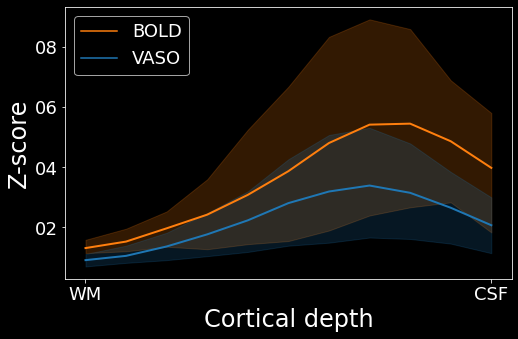 BOLD
VASO
Z-score
08
06
04
02
WM
CSF
Cortical depth